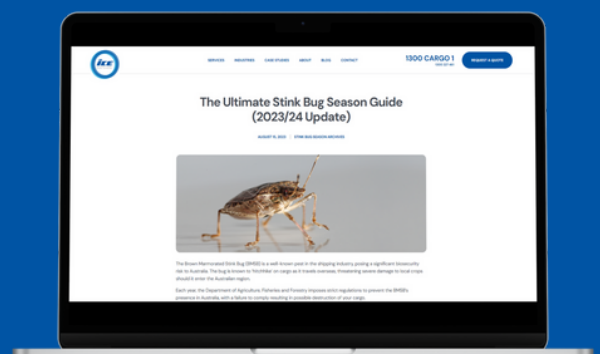 ice
SERVICES INDUSTRIES CASE STUDIES ABOUT BLOG CONTACT
1300 CARGO 1
REQUEST A QUOTE
The Ultimate Stink Bug Season Guide
(2023/24 Update)
AUGUST 15, 2023 | STINK BUG SEASON ARCHIVES
The Brown Marmorated Stink Bug (BMSB) is a well-known pest in the shipping industry, posing a significant biosecurity
risk to Australia. The bug is known to 'hitchhike' on cargo as it travels overseas, threatening severe damage to local crops
should it enter the Australian region.
Each year, the Department of Agriculture, Fisheries and Forestry imposes strict regulations to prevent the BMSB's
presence in Australia, with a failure to comply resulting in possible destruction of your cargo.